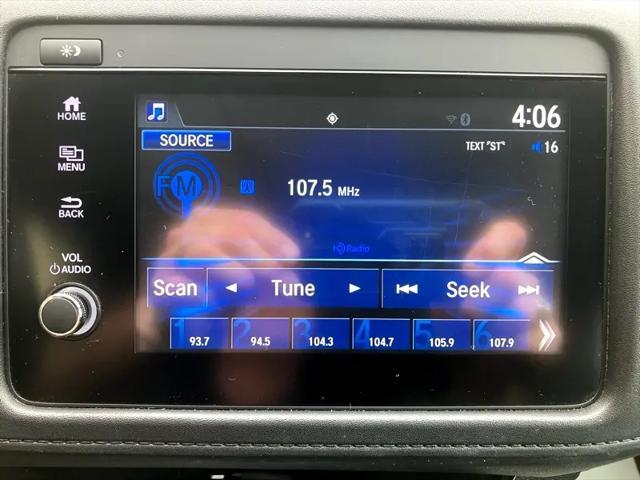 4:06
HOME
SOURCE
TEXT "ST"
16
MENU
FM
107.5 MHz
BACK
HD Radio
VOL
AUDIO
Scan
Tune
Seek
1 93.7
2 94.5
3 104.3
4 104.7
5 105.9
6 107.9